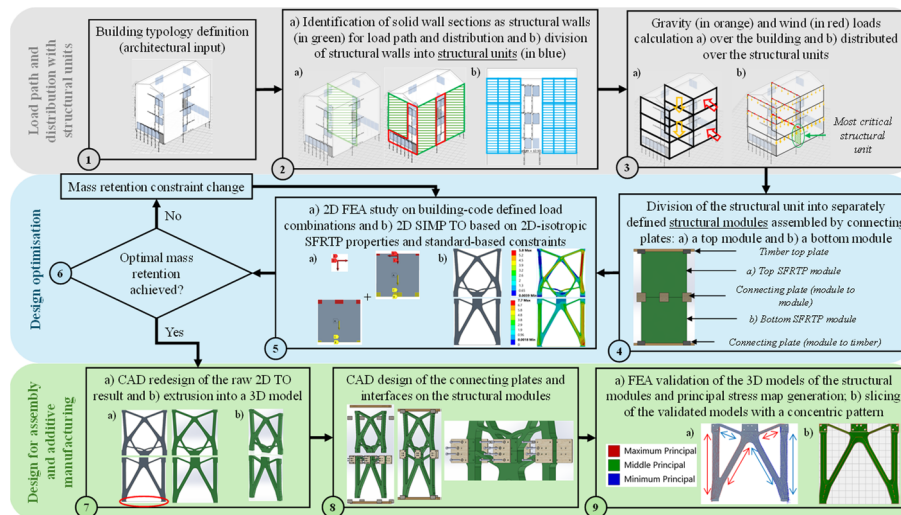 Load path and
distribution with
structural units
Building typology definition
(architectural input)
1
a) Identification of solid wall sections as structural walls
(in green) for load path and distribution and b) division
of structural walls into structural units (in blue)
a)
b)
2
Gravity (in orange) and wind (in red) loads
calculation a) over the building and b) distributed
over the structural units
a)
b)
Most critical
structural
unit
3
Design optimisation
Mass retention constraint change
No
Optimal mass
retention
achieved?
6
Yes
a) 2D FEA study on building-code defined load
combinations and b) 2D SIMP TO based on 2D-isotropic
SFRTP properties and standard-based constraints
a)
b)
+
5
Division of the structural unit into separately
defined structural modules assembled by connecting
plates: a) a top module and b) a bottom module
Timber top plate
a) Top SFRTP module
Connecting plate (module to
module)
b) Bottom SFRTP module
Connecting plate (module to timber)
4
Design for assembly
and additive
manufacturing
a) CAD redesign of the raw 2D TO
result and b) extrusion into a 3D model
a)
b)
7
CAD design of the connecting plates and
interfaces on the structural modules
8
a) FEA validation of the 3D models of the structural
modules and principal stress map generation; b) slicing
of the validated models with a concentric pattern
a)
b)
Maximum Principal
Middle Principal
Minimum Principal
9